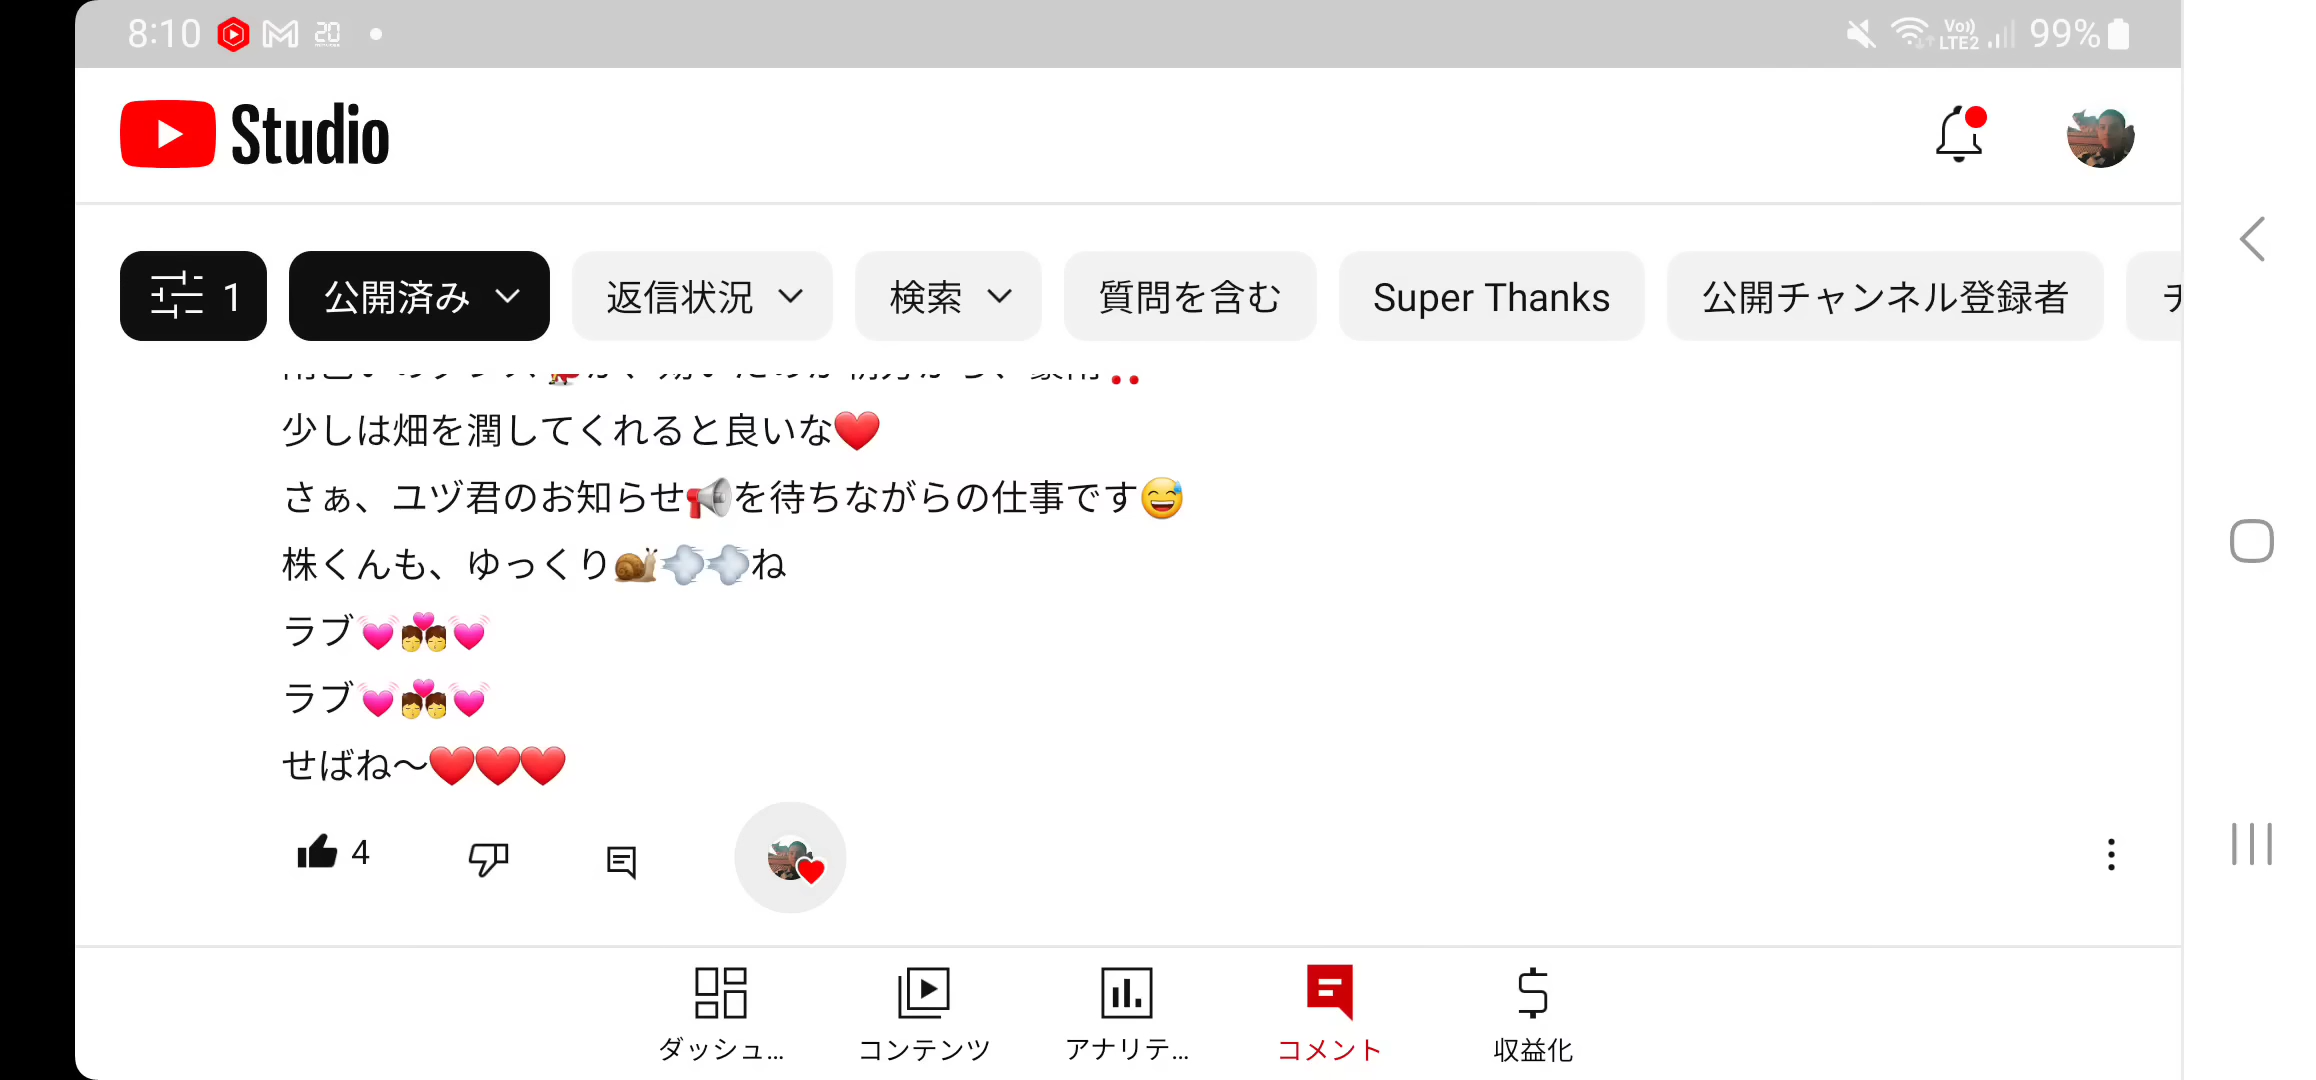 8:10
20
Vo)) LTE2
99%
Studio
1
公開済み
返信状況
検索
質問を含む
Super Thanks
公開チャンネル登録者
少しは畑を潤してくれると良いな❤️
さぁ、ユヅ君のお知らせ📢を待ちながらの仕事です😅
株くんも、ゆっくり🐌💨💨ね
ラブ💓💏💓
ラブ💓💏💓
せばね〜❤️❤️❤️
4
ダッシュ...
コンテンツ
アナリテ...
コメント
収益化